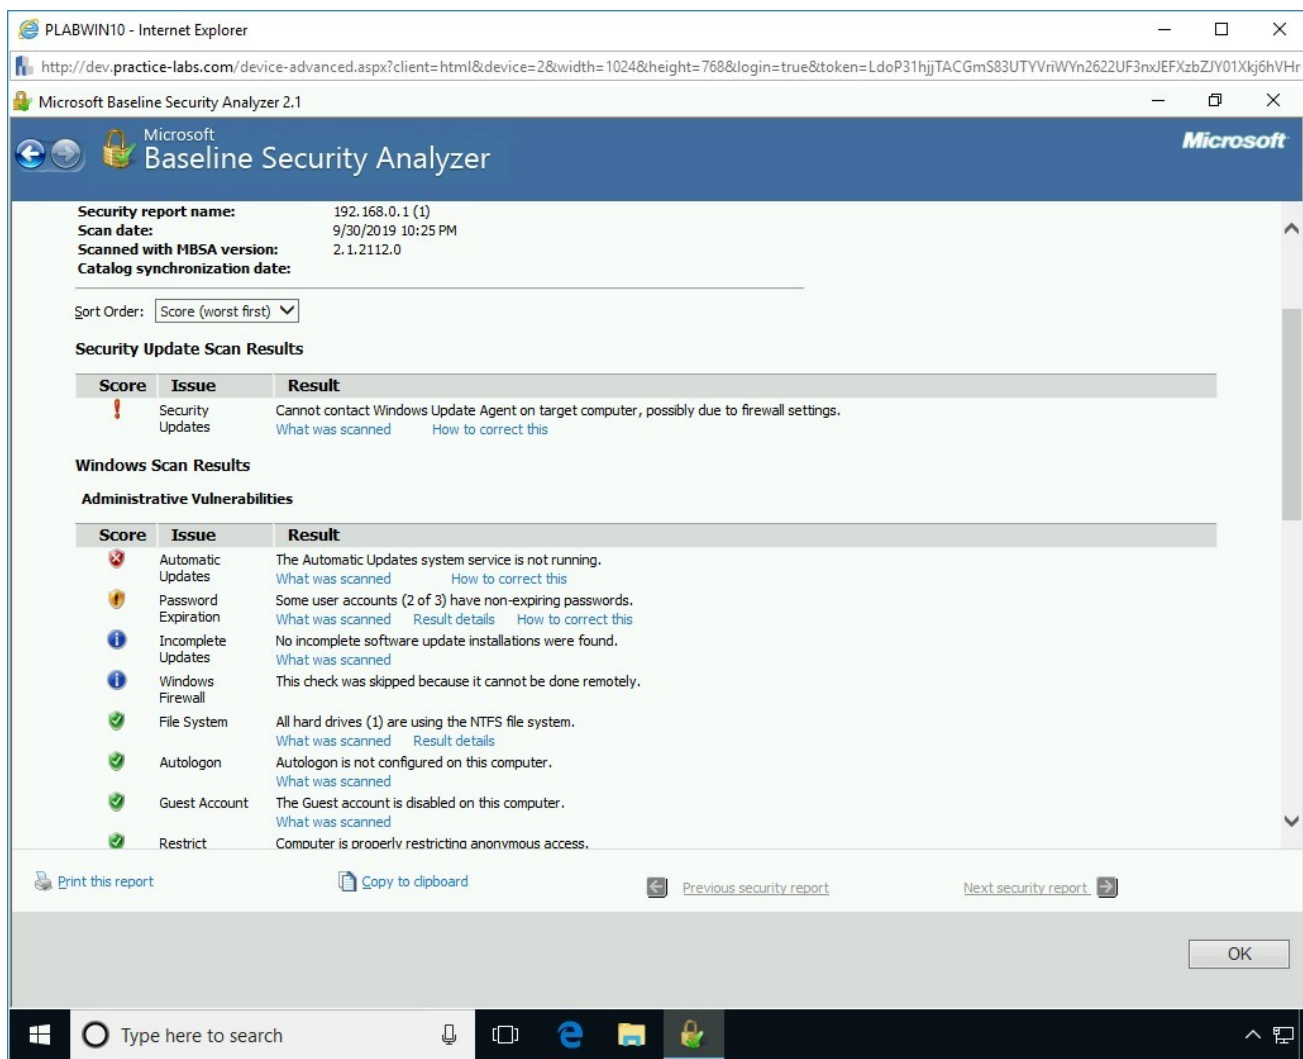 PLABWIN10 - Internet Explorer
http://dev.practice-labs.com/device-advanced.aspx?client=html&device=2&width=1024&height=768&login=true&token=LdoP31hjjTACGmS83UTYVriWYn2622UF3nxJEFXzbZJY01Xkj6hVHr
Microsoft Baseline Security Analyzer 2.1
Microsoft
Baseline Security Analyzer
Microsoft
Security report name: 192.168.0.1 (1)
Scan date: 9/30/2019 10:25 PM
Scanned with MBSA version: 2.1.2112.0
Catalog synchronization date:
Sort Order: Score (worst first)
Security Update Scan Results
Score Issue Result
Security Updates Cannot contact Windows Update Agent on target computer, possibly due to firewall settings.
What was scanned How to correct this
Windows Scan Results
Administrative Vulnerabilities
Score Issue Result
Automatic Updates The Automatic Updates system service is not running.
What was scanned How to correct this
Password Expiration Some user accounts (2 of 3) have non-expiring passwords.
What was scanned Result details How to correct this
Incomplete Updates No incomplete software update installations were found.
What was scanned
Windows Firewall This check was skipped because it cannot be done remotely.
File System All hard drives (1) are using the NTFS file system.
What was scanned Result details
Autologon Autologon is not configured on this computer.
What was scanned
Guest Account The Guest account is disabled on this computer.
What was scanned
Restrict Computer is properly restricting anonymous access.
Print this report Copy to clipboard Previous security report Next security report
OK
Type here to search